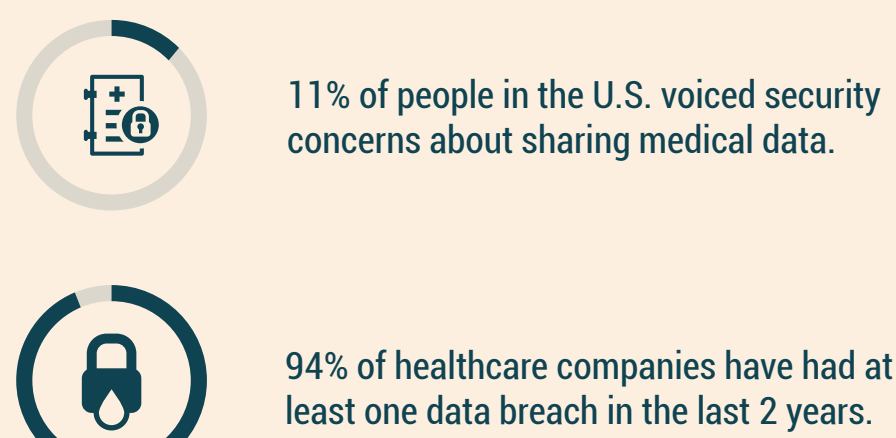 11% of people in the U.S. voiced security
concerns about sharing medical data.
94% of healthcare companies have had at
least one data breach in the last 2 years.